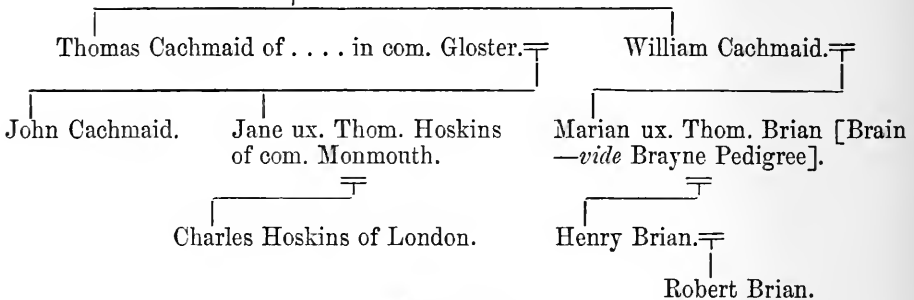 Thomas Cachmaid of . . . . in com. Gloster. William Cachmaid.
John Cachmaid. Jane ux. Thom. Hoskins Marian ux. Thom. Brian [Brain
of com. Monmouth. —vide Brayne Pedigree].
Charles Hoskins of London. Henry Brian.
Robert Brian.